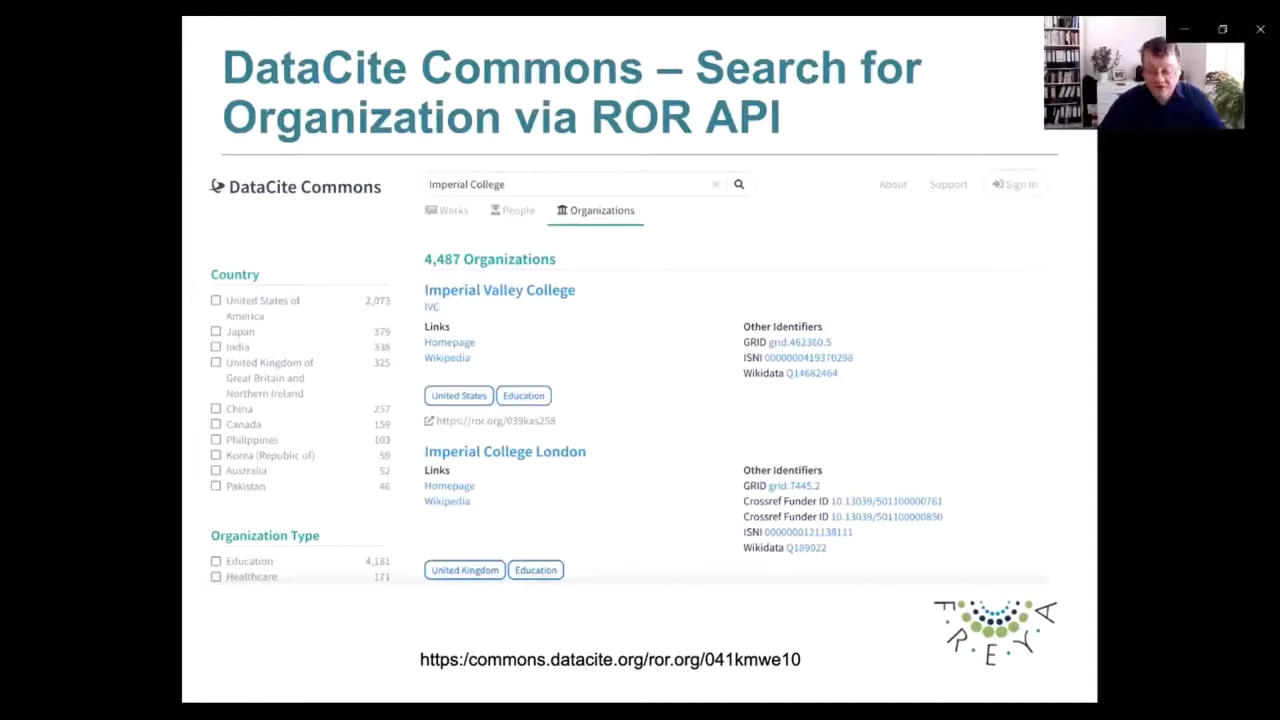 DataCite Commons – Search for
Organization via ROR API
DataCite Commons
Imperial College
About
Support
Sign In
Works
People
Organizations
Country
United States of
America
2,073
Japan
379
India
338
United Kingdom of
Great Britain and
Northern Ireland
325
China
257
Canada
159
Philippines
103
Korea (Republic of)
59
Australia
52
Pakistan
46
Organization Type
Education
4,181
Healthcare
171
4,487 Organizations
Imperial Valley College
IVC
Links
Homepage
Wikipedia
Other Identifiers
GRID grid.462360.5
ISNI 0000000419370298
Wikidata Q14682464
United States
Education
https://ror.org/039kas258
Imperial College London
Links
Homepage
Wikipedia
Other Identifiers
GRID grid.7445.2
Crossref Funder ID 10.13039/501100000761
Crossref Funder ID 10.13039/501100000850
ISNI 0000000121138111
Wikidata Q189022
United Kingdom
Education
FREYA
https:/commons.datacite.org/ror.org/041kmwe10